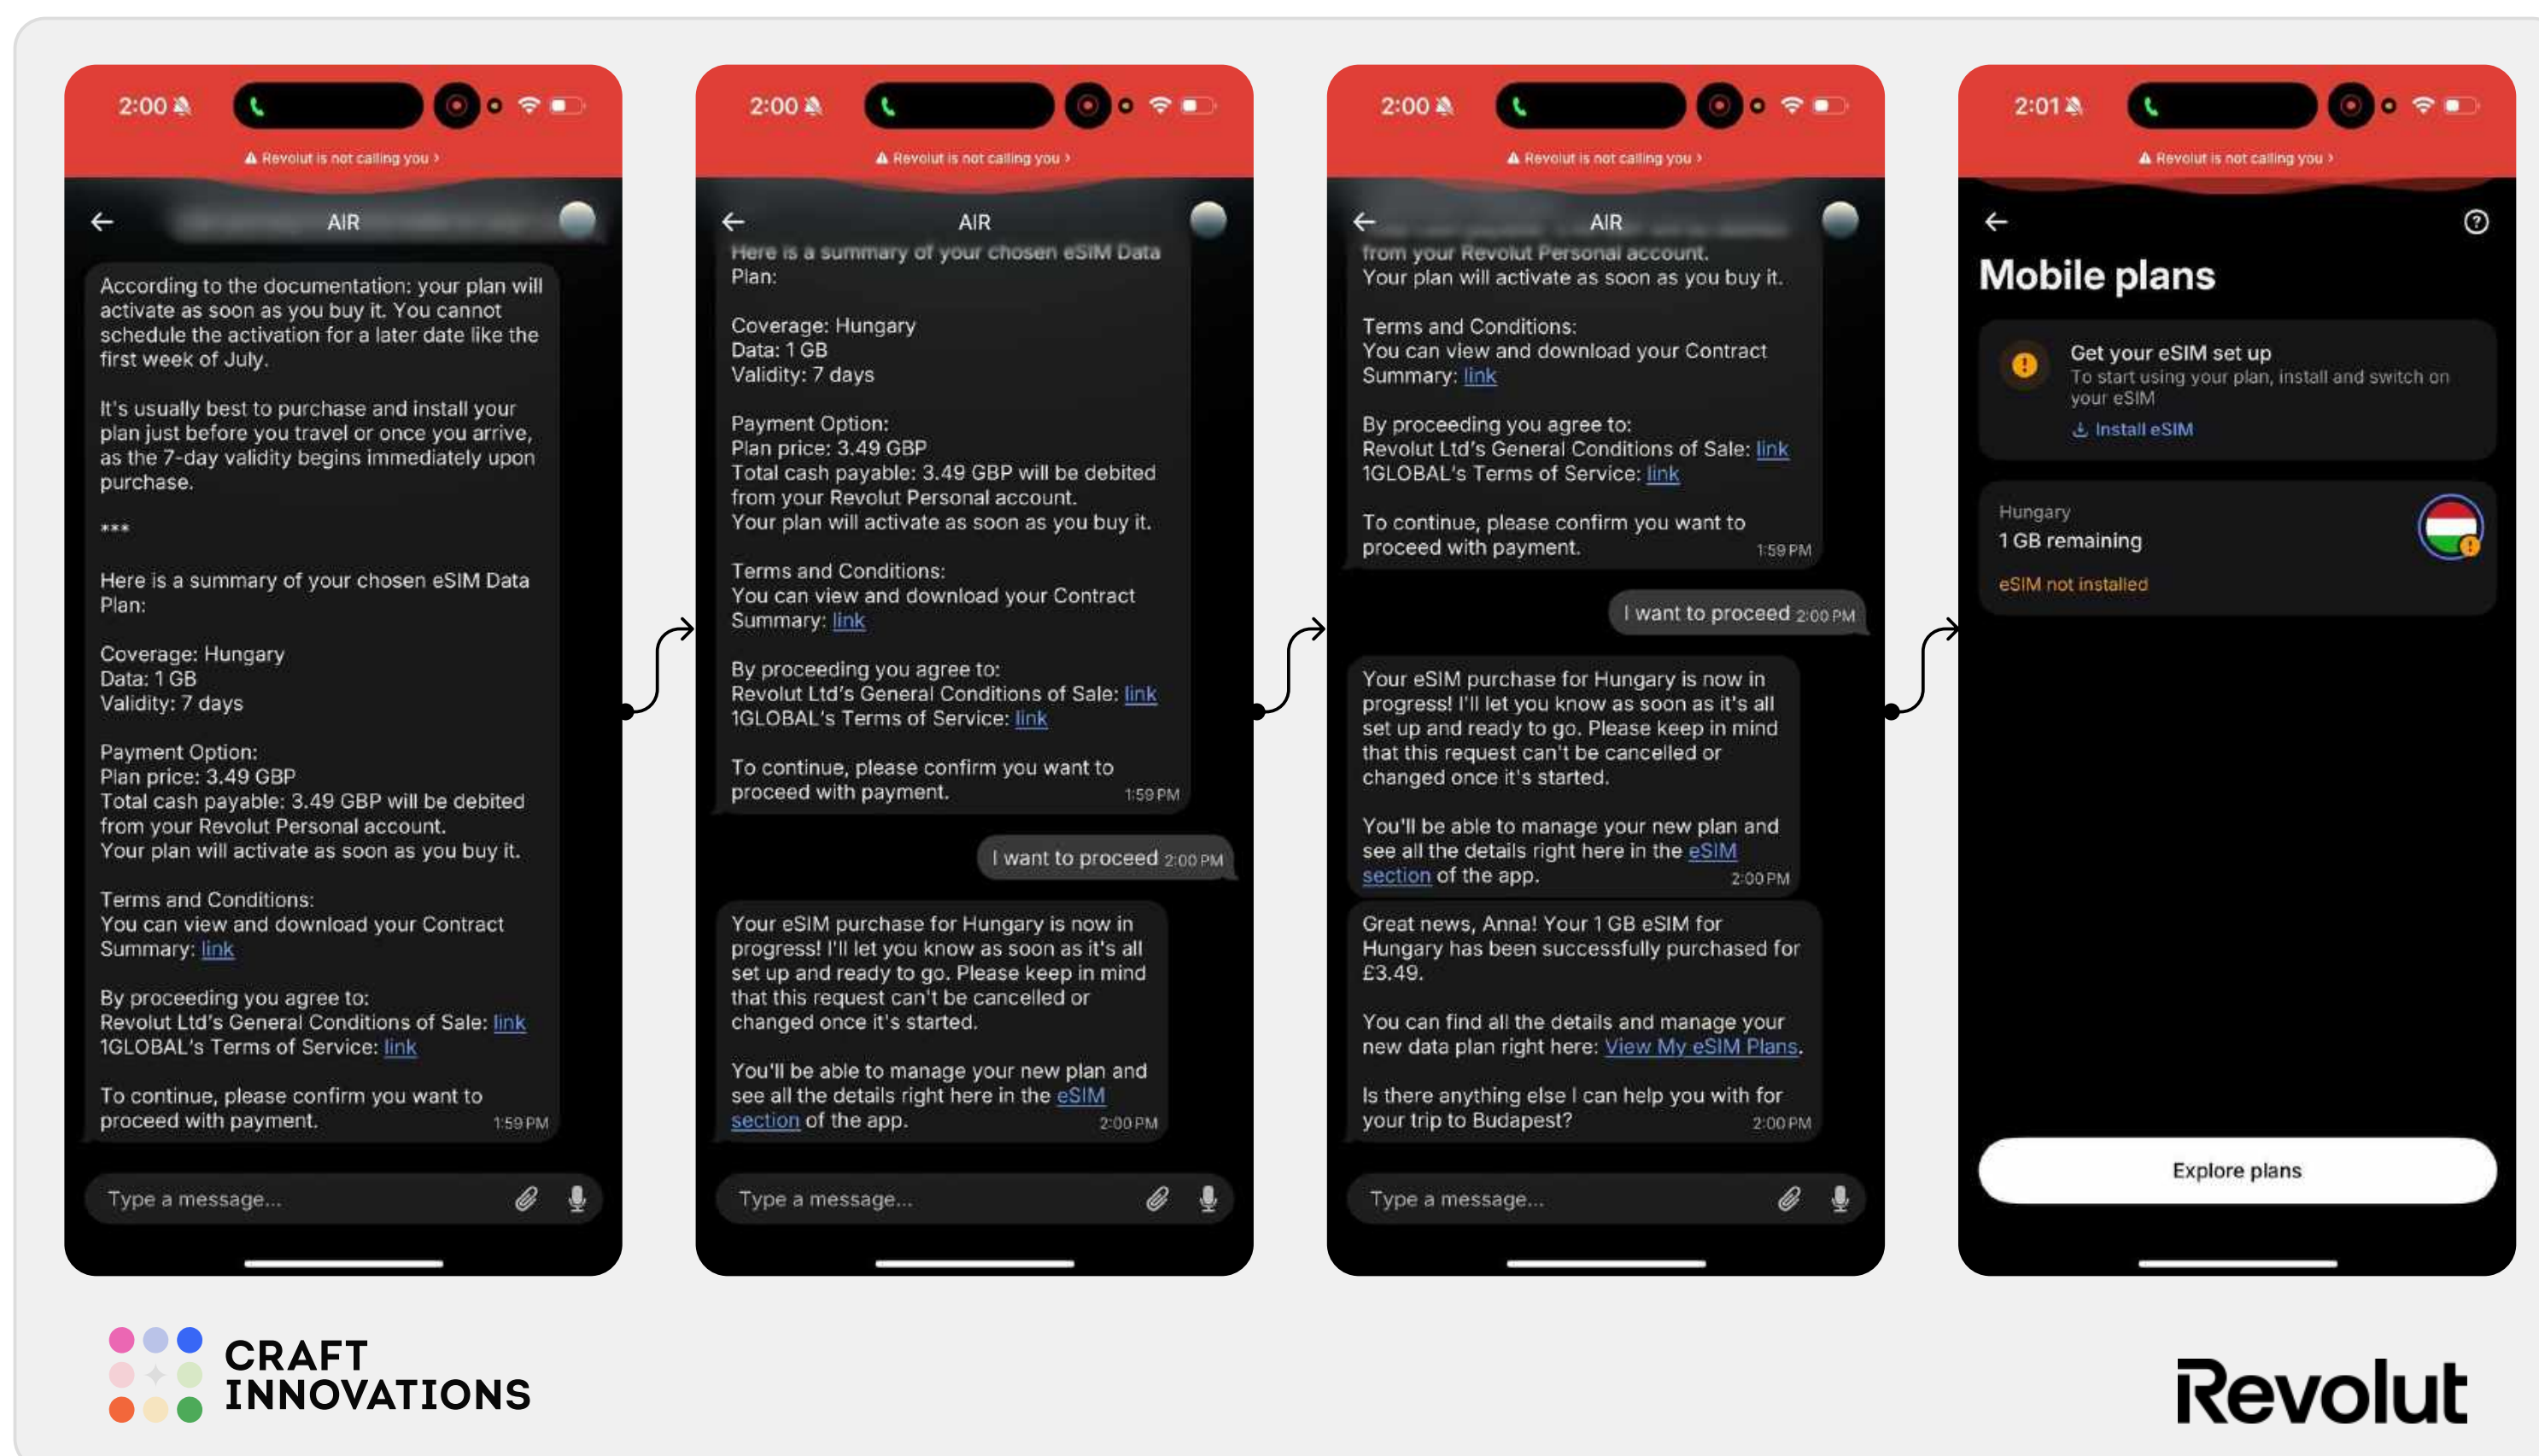 2:00
Revolut is not calling you >
AIR
According to the documentation: your plan will
activate as soon as you buy it. You cannot
schedule the activation for a later date like the
first week of July.
It's usually best to purchase and install your
plan just before you travel or once you arrive,
as the 7-day validity begins immediately upon
purchase.
***
Here is a summary of your chosen eSIM Data
Plan:
Coverage: Hungary
Data: 1 GB
Validity: 7 days
Payment Option:
Plan price: 3.49 GBP
Total cash payable: 3.49 GBP will be debited
from your Revolut Personal account.
Your plan will activate as soon as you buy it.
Terms and Conditions:
You can view and download your Contract
Summary: link
By proceeding you agree to:
Revolut Ltd's General Conditions of Sale: link
1GLOBAL's Terms of Service: link
To continue, please confirm you want to
proceed with payment. 1:59 PM
Type a message...
2:00
Revolut is not calling you >
AIR
Here is a summary of your chosen eSIM Data
Plan:
Coverage: Hungary
Data: 1 GB
Validity: 7 days
Payment Option:
Plan price: 3.49 GBP
Total cash payable: 3.49 GBP will be debited
from your Revolut Personal account.
Your plan will activate as soon as you buy it.
Terms and Conditions:
You can view and download your Contract
Summary: link
By proceeding you agree to:
Revolut Ltd's General Conditions of Sale: link
1GLOBAL's Terms of Service: link
To continue, please confirm you want to
proceed with payment. 1:59 PM
I want to proceed 2:00 PM
Your eSIM purchase for Hungary is now in
progress! I'll let you know as soon as it's all
set up and ready to go. Please keep in mind
that this request can't be cancelled or
changed once it's started.
You'll be able to manage your new plan and
see all the details right here in the eSIM
section of the app. 2:00 PM
Type a message...
2:00
Revolut is not calling you >
AIR
from your Revolut Personal account.
Your plan will activate as soon as you buy it.
Terms and Conditions:
You can view and download your Contract
Summary: link
By proceeding you agree to:
Revolut Ltd's General Conditions of Sale: link
1GLOBAL's Terms of Service: link
To continue, please confirm you want to
proceed with payment. 1:59 PM
I want to proceed 2:00 PM
Your eSIM purchase for Hungary is now in
progress! I'll let you know as soon as it's all
set up and ready to go. Please keep in mind
that this request can't be cancelled or
changed once it's started.
You'll be able to manage your new plan and
see all the details right here in the eSIM
section of the app. 2:00 PM
Great news, Anna! Your 1 GB eSIM for
Hungary has been successfully purchased for
£3.49.
You can find all the details and manage your
new data plan right here: View My eSIM Plans.
Is there anything else I can help you with for
your trip to Budapest? 2:00 PM
Type a message...
2:01
Revolut is not calling you >
Mobile plans
Get your eSIM set up
To start using your plan, install and switch on
your eSIM
Install eSIM
Hungary
1 GB remaining
eSIM not installed
Explore plans
CRAFT
INNOVATIONS
Revolut